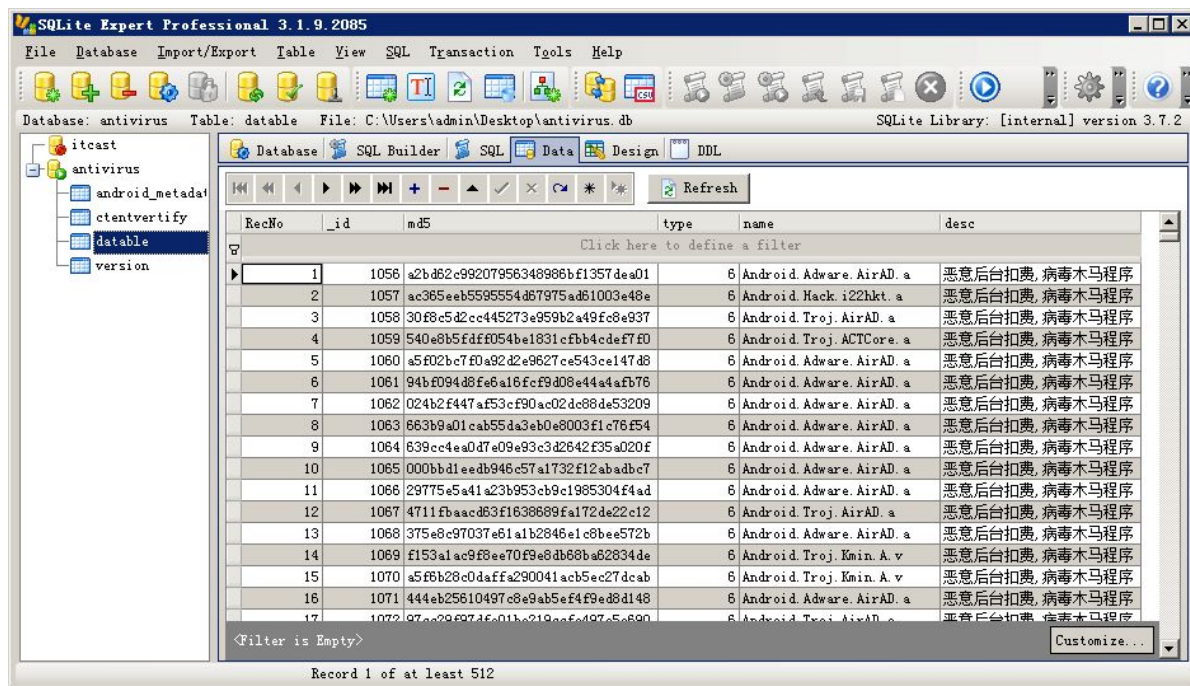 SQLite Expert Professional 3.1.9.2085
File Database Import/Export Table View SQL Transaction Tools Help
Database: antivirus Table: datable File: C:\Users\admin\Desktop\antivirus.db SQLite Library: [internal] version 3.7.2
itcast
antivirus
android_metadat
ctentvertify
datable
version
Database SQL Builder SQL Data Design DDL
Refresh
RecNo _id md5 type name desc
Click here to define a filter
1 1056 a2bd62c99207956348986bf1357dea01 6 Android.Adware.AirAD.a 恶意后台扣费,病毒木马程序
2 1057 ac365eeb5595554d67975ad61003e48e 6 Android.Hack.i22hkt.a 恶意后台扣费,病毒木马程序
3 1058 30f8c5d2cc445273e959b2a49fc8e937 6 Android.Troj.AirAD.a 恶意后台扣费,病毒木马程序
4 1059 540e8b5fdff054be1831cfbb4cdef7f0 6 Android.Troj.ACTCore.a 恶意后台扣费,病毒木马程序
5 1060 a5f02bc7f0a92d2e9627ce543ce147d8 6 Android.Adware.AirAD.a 恶意后台扣费,病毒木马程序
6 1061 94bf094d8fe6a16fcf9d08e44a4afb76 6 Android.Adware.AirAD.a 恶意后台扣费,病毒木马程序
7 1062 024b2f447af53cf90ac02dc88de53209 6 Android.Adware.AirAD.a 恶意后台扣费,病毒木马程序
8 1063 663b9a01cab55da3eb0e8003f1c76f54 6 Android.Adware.AirAD.a 恶意后台扣费,病毒木马程序
9 1064 639cc4ea0d7e09e93c3d2642f35a020f 6 Android.Adware.AirAD.a 恶意后台扣费,病毒木马程序
10 1065 000bbd1eedb946c57a1732f12abadbc7 6 Android.Adware.AirAD.a 恶意后台扣费,病毒木马程序
11 1066 29775e5a41a23b953cb9c1985304f4ad 6 Android.Adware.AirAD.a 恶意后台扣费,病毒木马程序
12 1067 4711fbaacd63f1638689fa172de22c12 6 Android.Troj.AirAD.a 恶意后台扣费,病毒木马程序
13 1068 375e8c97037e61a1b2846e1c8bee572b 6 Android.Adware.AirAD.a 恶意后台扣费,病毒木马程序
14 1069 f153a1ac9f8ee70f9e8db68ba62834de 6 Android.Troj.Kmin.A.v 恶意后台扣费,病毒木马程序
15 1070 a5f6b28c0daffa290041acb5ec27dcab 6 Android.Troj.Kmin.A.v 恶意后台扣费,病毒木马程序
16 1071 444eb25610497c8e9ab5ef4f9ed8d148 6 Android.Adware.AirAD.a 恶意后台扣费,病毒木马程序
17 1072 6 Android.Troj.AirAD.a 恶意后台扣费,病毒木马程序
<Filter is Empty> Customize...
Record 1 of at least 512